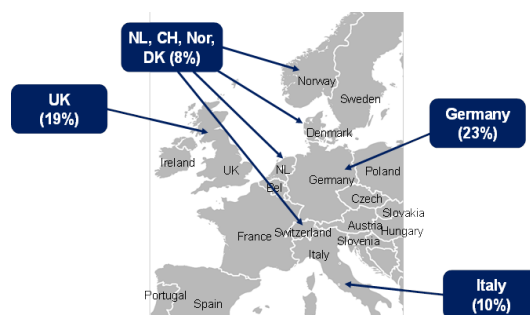 NL, CH, Nor,
DK (8%)
Norway
Sweden
UK
(19%)
Germany
(23%)
Denmark
Ireland
UK
NL
Poland
Bel
Germany
Czech
Slovakia
Austria
Hungary
Switzerland
France
Slovenia
Italy
Portugal
Spain
Italy
(10%)